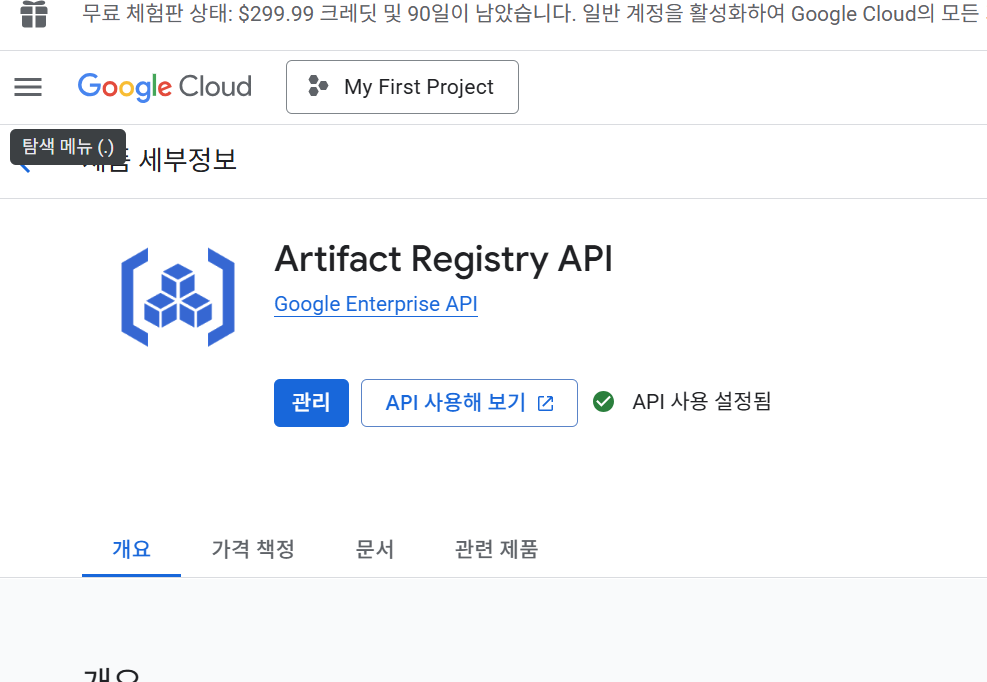 무료 체험판 상태: $299.99 크레딧 및 90일이 남았습니다. 일반 계정을 활성화하여 Google Cloud의 모든
Google Cloud
My First Project
탐색 메뉴 (.)
세부정보
Artifact Registry API
Google Enterprise API
관리
API 사용해 보기
API 사용 설정됨
개요
가격 책정
문서
관련 제품
개요